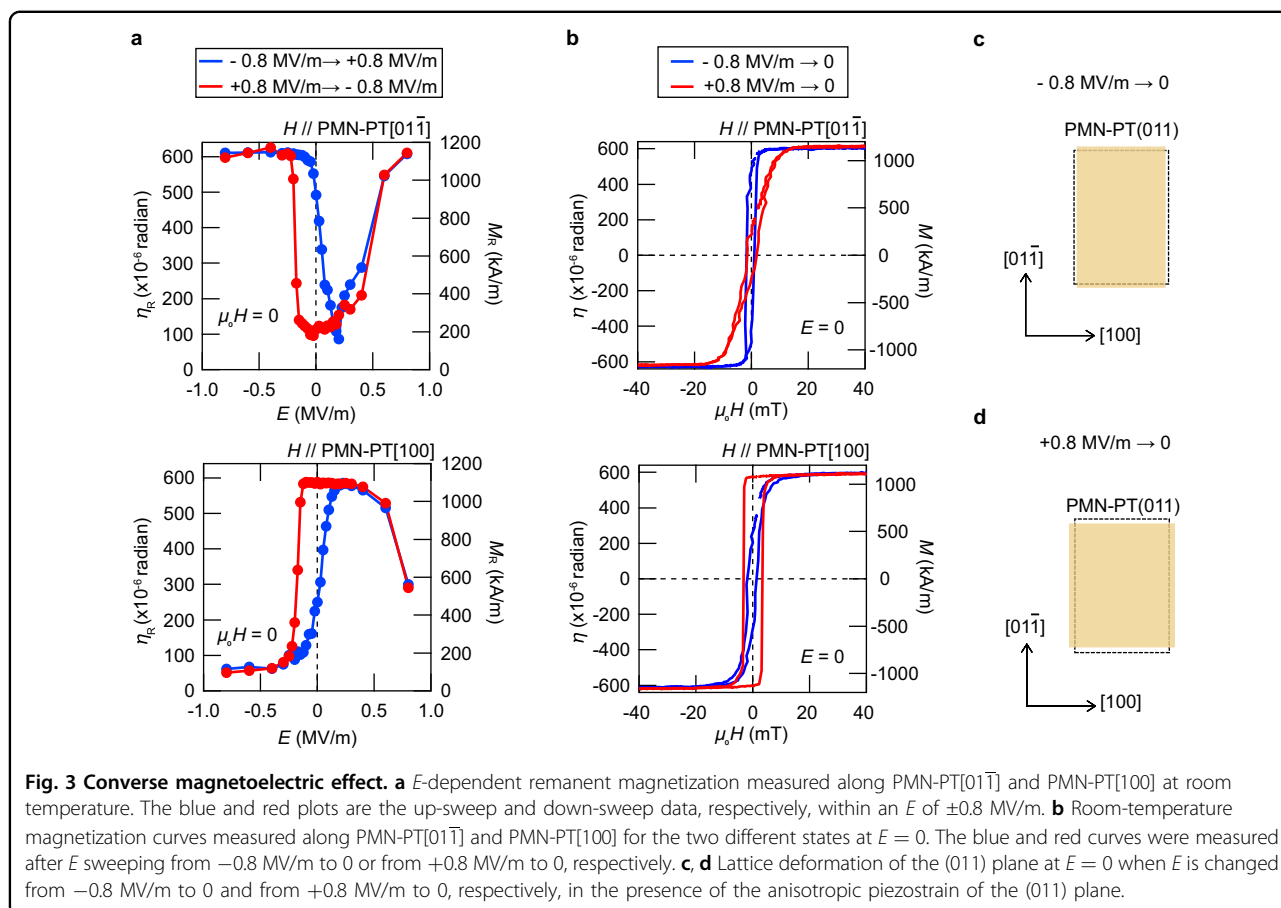 a
- 0.8 MV/m→ +0.8 MV/m
+0.8 MV/m→ - 0.8 MV/m
H // PMN-PT[011̅]
600
500
400
300
200
100
0
η_R (x10⁻⁶ radian)
1200
1000
800
600
400
200
0
M_R (kA/m)
μ₀H = 0
-1.0 -0.5 0 0.5 1.0
E (MV/m)
H // PMN-PT[100]
600
500
400
300
200
100
0
η_R (x10⁻⁶ radian)
1200
1000
800
600
400
200
0
M_R (kA/m)
μ₀H = 0
-1.0 -0.5 0 0.5 1.0
E (MV/m)
b
- 0.8 MV/m → 0
+0.8 MV/m → 0
H // PMN-PT[011̅]
600
400
200
0
-200
-400
-600
η (x10⁻⁶ radian)
1000
500
0
-500
-1000
M (kA/m)
E = 0
-40 -20 0 20 40
μ₀H (mT)
H // PMN-PT[100]
600
400
200
0
-200
-400
-600
η (x10⁻⁶ radian)
1000
500
0
-500
-1000
M (kA/m)
E = 0
-40 -20 0 20 40
μ₀H (mT)
c
- 0.8 MV/m → 0
PMN-PT(011)
[011̅]
[100]
d
+0.8 MV/m → 0
PMN-PT(011)
[011̅]
[100]
Fig. 3 Converse magnetoelectric effect. a E-dependent remanent magnetization measured along PMN-PT[011̅] and PMN-PT[100] at room
temperature. The blue and red plots are the up-sweep and down-sweep data, respectively, within an E of ±0.8 MV/m. b Room-temperature
magnetization curves measured along PMN-PT[011̅] and PMN-PT[100] for the two different states at E = 0. The blue and red curves were measured
after E sweeping from −0.8 MV/m to 0 or from +0.8 MV/m to 0, respectively. c, d Lattice deformation of the (011) plane at E = 0 when E is changed
from −0.8 MV/m to 0 and from +0.8 MV/m to 0, respectively, in the presence of the anisotropic piezostrain of the (011) plane.